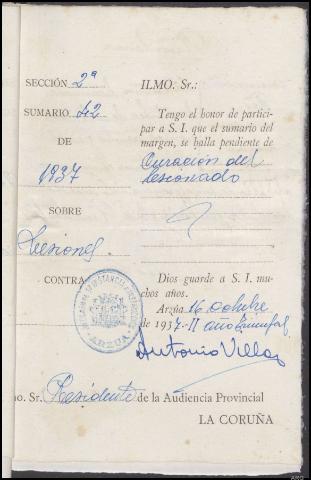 SECCIÓN 2ª
SUMARIO 42
DE
1937
SOBRE
Lesiones
CONTRA
ILMO. Sr.:
Tengo el honor de partici-
par a S. I. que el sumario del
margen, se halla pendiente de
Curación del
lesionado
Dios guarde a S. I. mu-
chos años.
Arzúa 16 octubre
de 1937. II año triunfal
Antonio Villar
mo. Sr. Presidente de la Audiencia Provincial
LA CORUÑA
ARZUA